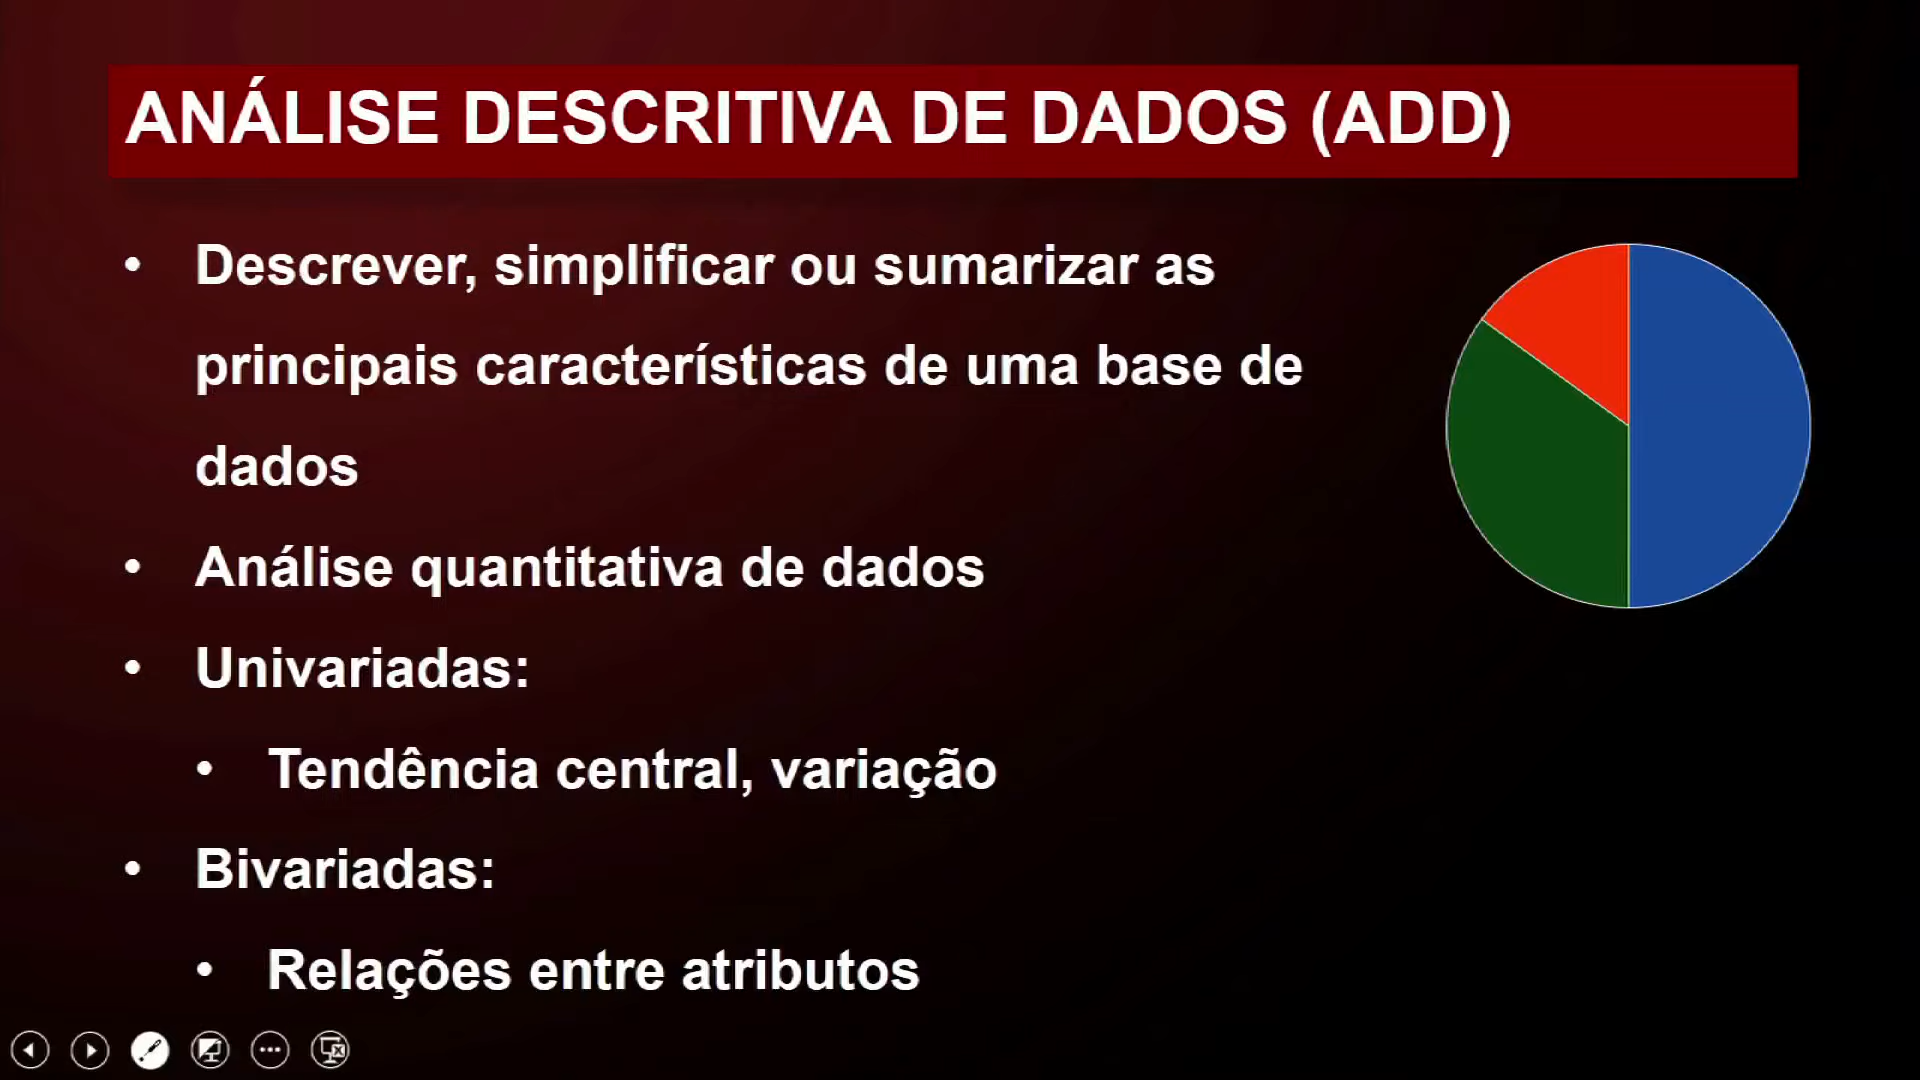 ANÁLISE DESCRITIVA DE DADOS (ADD)
• Descrever, simplificar ou sumarizar as
principais características de uma base de
dados
• Análise quantitativa de dados
• Univariadas:
• Tendência central, variação
• Bivariadas:
• Relações entre atributos